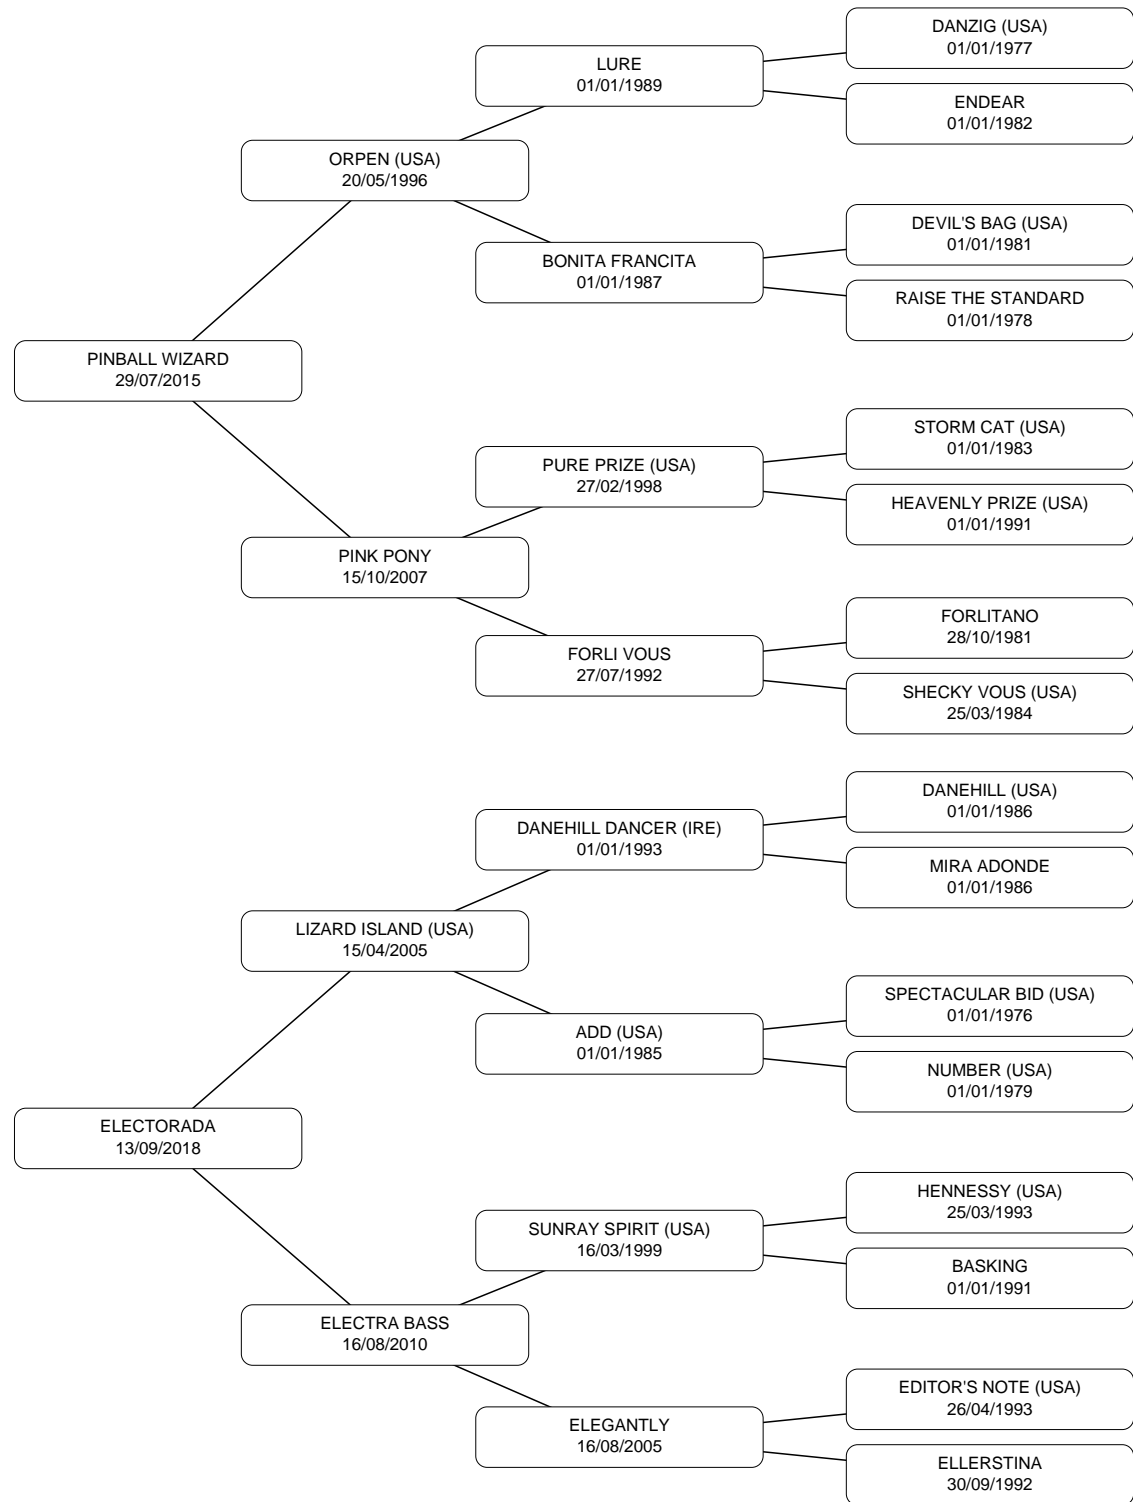 DANZIG (USA)
01/01/1977
LURE
01/01/1989
ENDEAR
01/01/1982
ORPEN (USA)
20/05/1996
DEVIL'S BAG (USA)
01/01/1981
BONITA FRANCITA
01/01/1987
RAISE THE STANDARD
01/01/1978
PINBALL WIZARD
29/07/2015
STORM CAT (USA)
01/01/1983
PURE PRIZE (USA)
27/02/1998
HEAVENLY PRIZE (USA)
01/01/1991
PINK PONY
15/10/2007
FORLITANO
28/10/1981
FORLI VOUS
27/07/1992
SHECKY VOUS (USA)
25/03/1984
DANEHILL (USA)
01/01/1986
DANEHILL DANCER (IRE)
01/01/1993
MIRA ADONDE
01/01/1986
LIZARD ISLAND (USA)
15/04/2005
SPECTACULAR BID (USA)
01/01/1976
ADD (USA)
01/01/1985
NUMBER (USA)
01/01/1979
ELECTORADA
13/09/2018
HENNESSY (USA)
25/03/1993
SUNRAY SPIRIT (USA)
16/03/1999
BASKING
01/01/1991
ELECTRA BASS
16/08/2010
EDITOR'S NOTE (USA)
26/04/1993
ELEGANTLY
16/08/2005
ELLERSTINA
30/09/1992